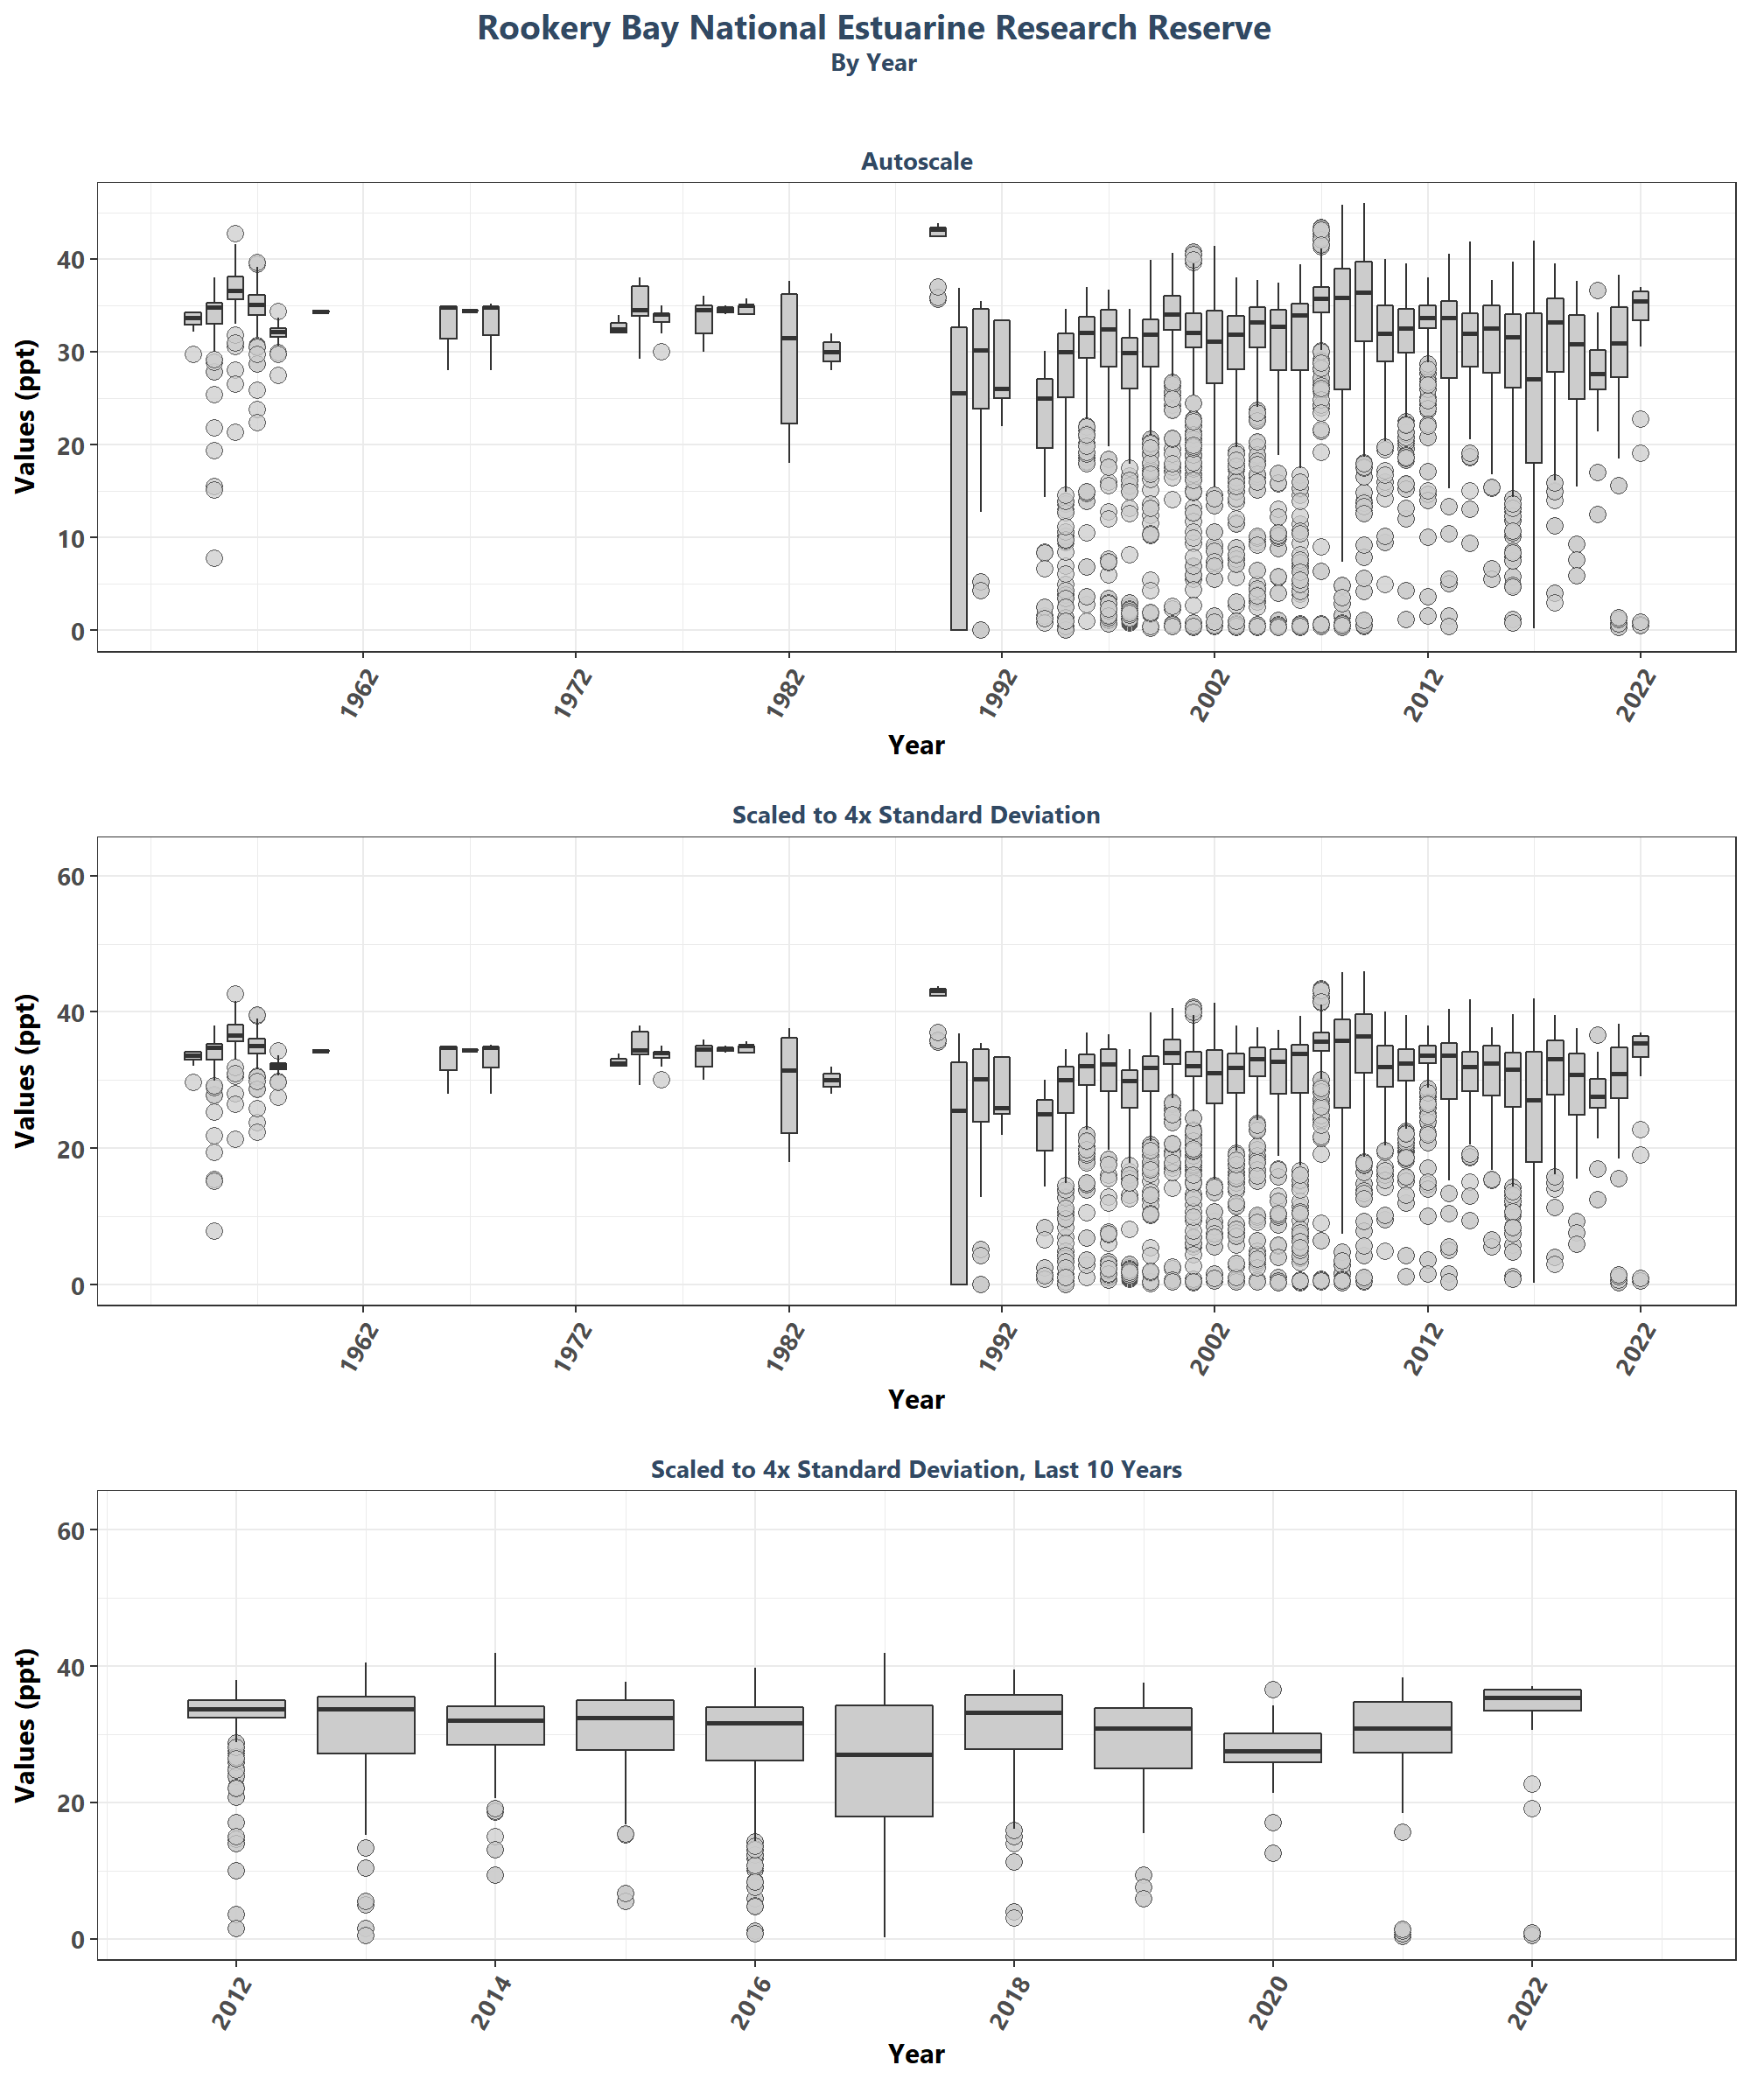 Rookery Bay National Estuarine Research Reserve
By Year
Autoscale
Values (ppt)
40
30
20
10
0
1962 1972 1982 1992 2002 2012 2022
Year
Scaled to 4x Standard Deviation
Values (ppt)
60
40
20
0
1962 1972 1982 1992 2002 2012 2022
Year
Scaled to 4x Standard Deviation, Last 10 Years
Values (ppt)
60
40
20
0
2012 2014 2016 2018 2020 2022
Year